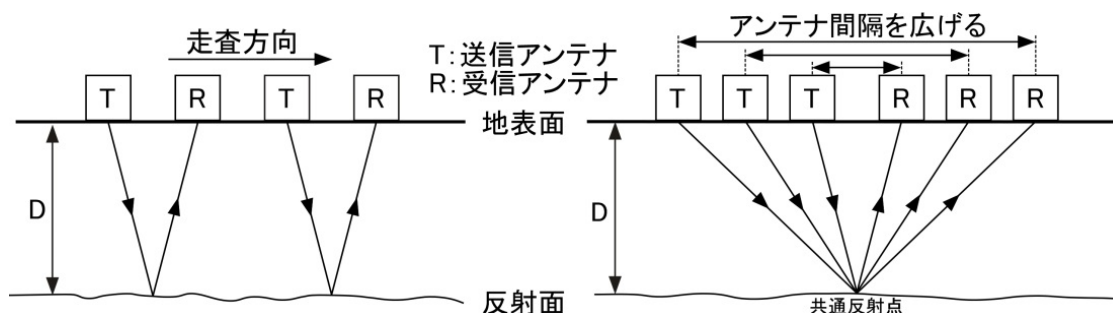 走査方向
T:送信アンテナ
R:受信アンテナ
アンテナ間隔を広げる
T R T R
T T T R R R
地表面
D
D
反射面
共通反射点